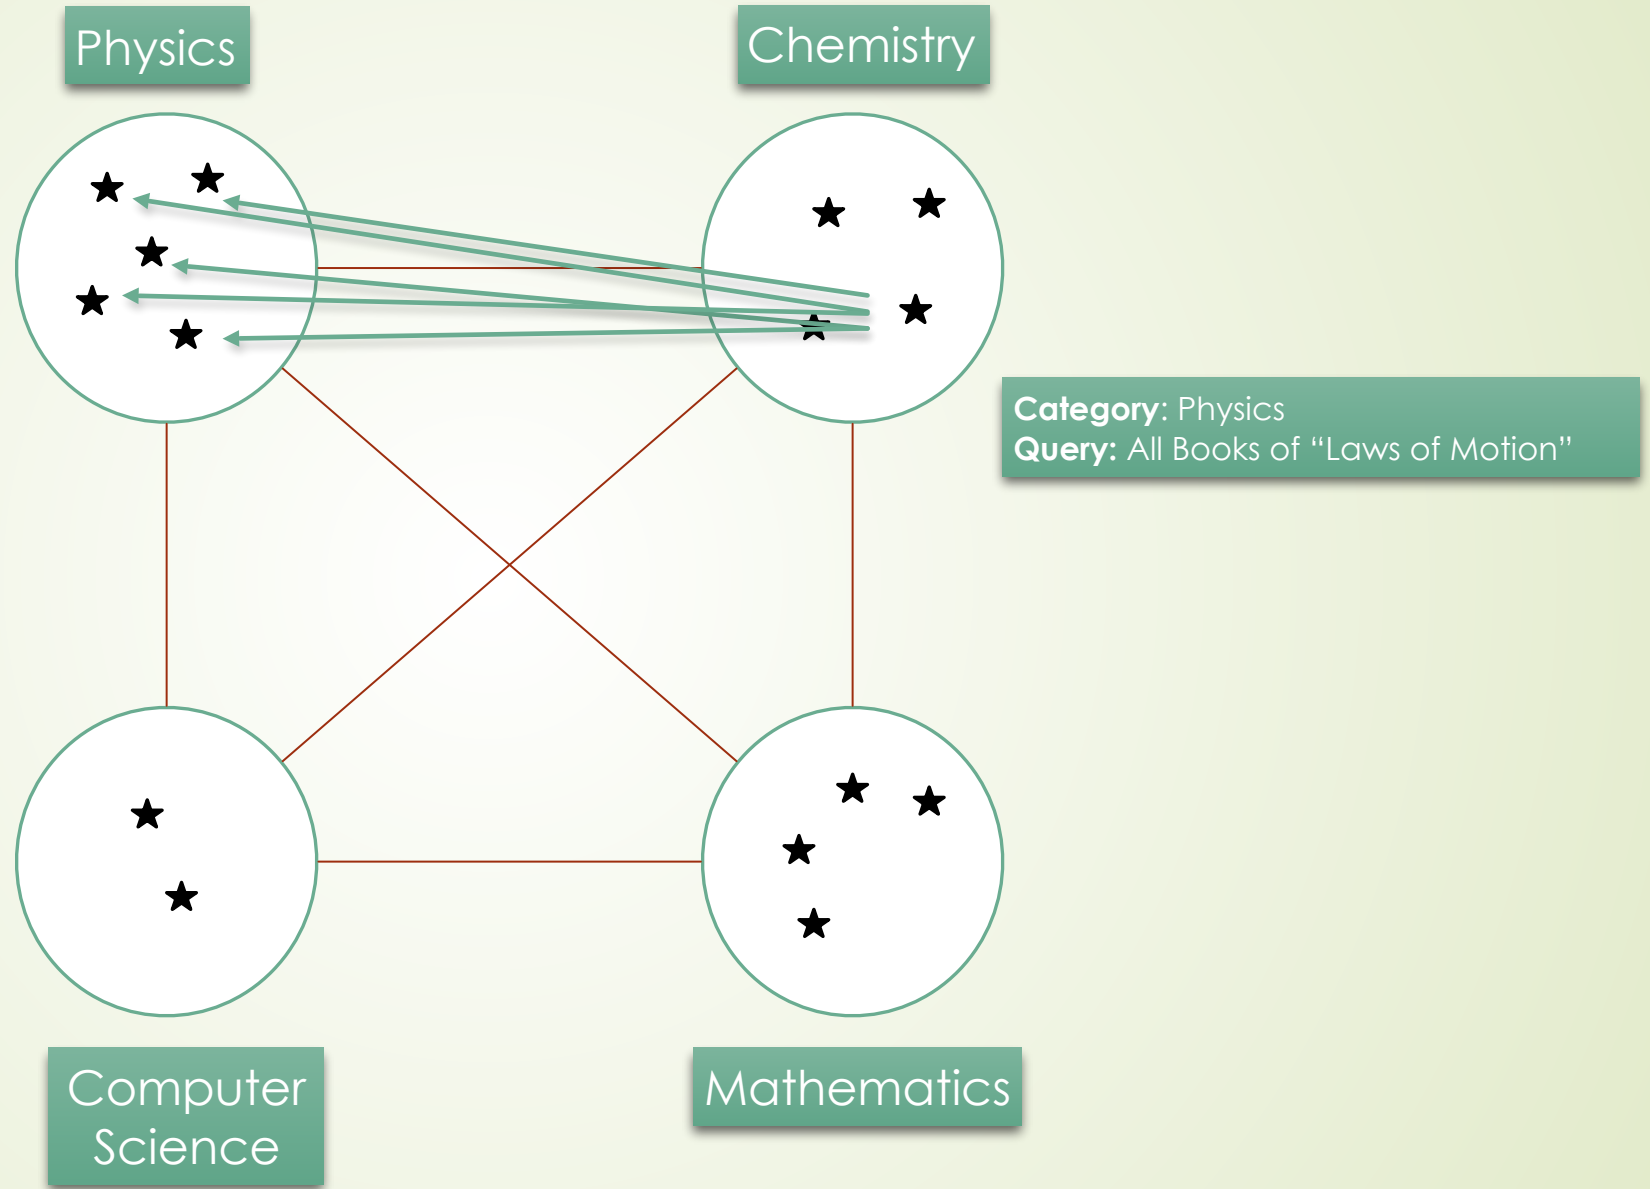 Physics
Chemistry
Category: Physics
Query: All Books of “Laws of Motion”
Computer
Science
Mathematics